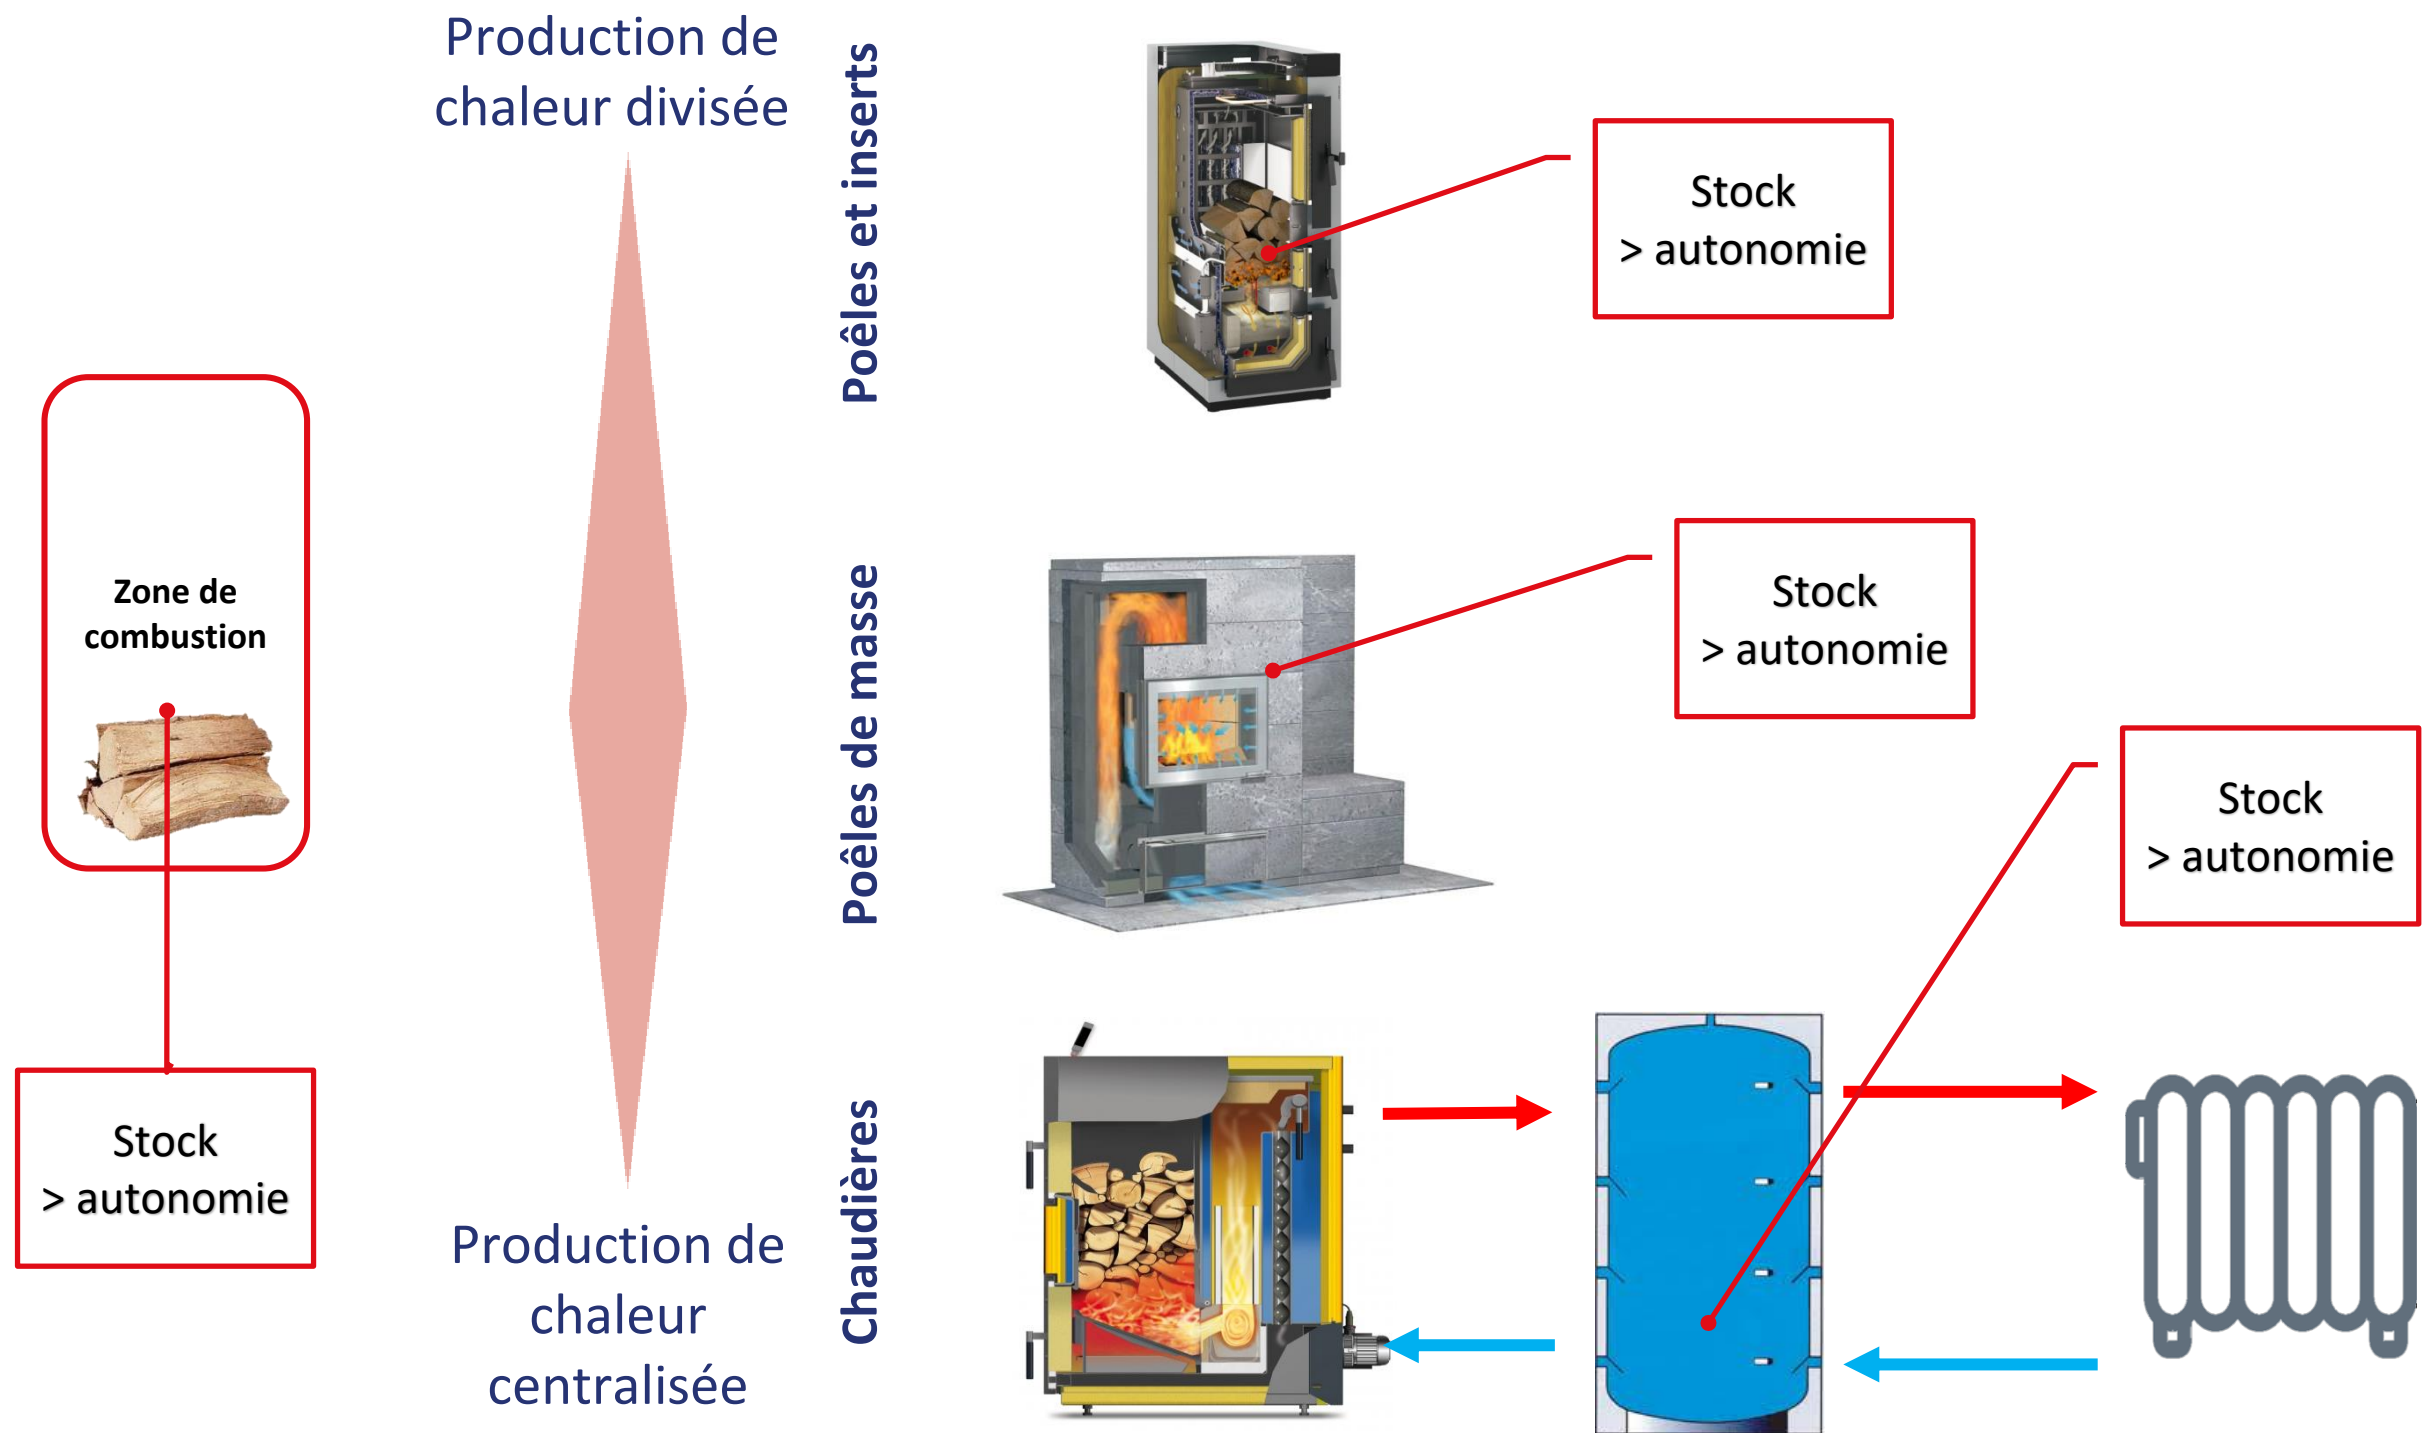 Production de
chaleur divisée
Poêles et inserts
Stock
> autonomie
Zone de
combustion
Poêles de masse
Stock
> autonomie
Stock
> autonomie
Stock
> autonomie
Production de
chaleur
centralisée
Chaudières